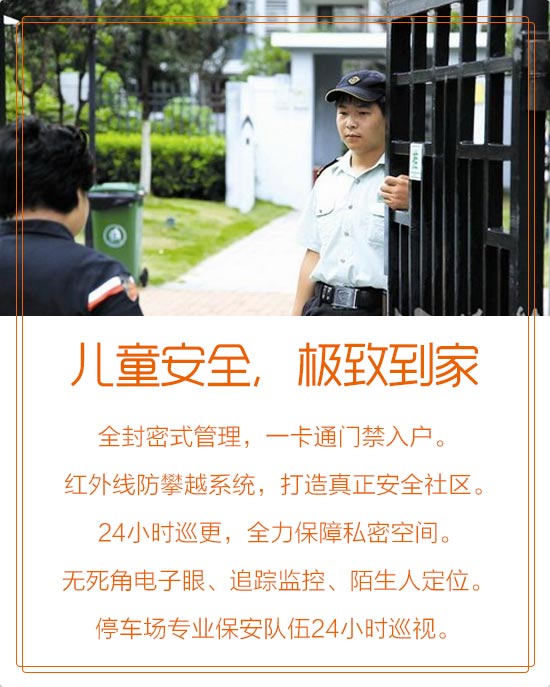 儿童安全，极致到家
全封密式管理，一卡通门禁入户。
红外线防攀越系统，打造真正安全社区。
24小时巡更，全力保障私密空间。
无死角电子眼、追踪监控、陌生人定位。
停车场专业保安队伍24小时巡视。